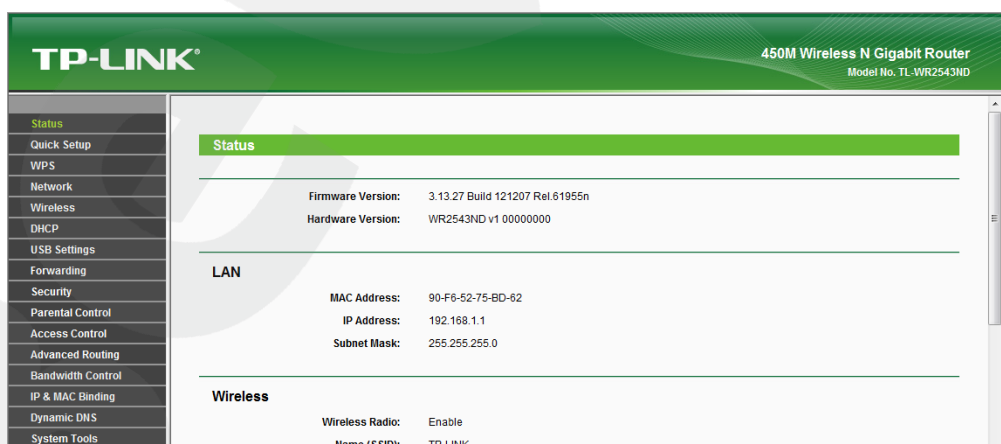 TP-LINK®
450M Wireless N Gigabit Router
Model No. TL-WR2543ND
Status
Quick Setup
WPS
Network
Wireless
DHCP
USB Settings
Forwarding
Security
Parental Control
Access Control
Advanced Routing
Bandwidth Control
IP & MAC Binding
Dynamic DNS
System Tools
Status
Firmware Version: 3.13.27 Build 121207 Rel.61955n
Hardware Version: WR2543ND v1 00000000
LAN
MAC Address: 90-F6-52-75-BD-62
IP Address: 192.168.1.1
Subnet Mask: 255.255.255.0
Wireless
Wireless Radio: Enable
Name (SSID): TP-LINK